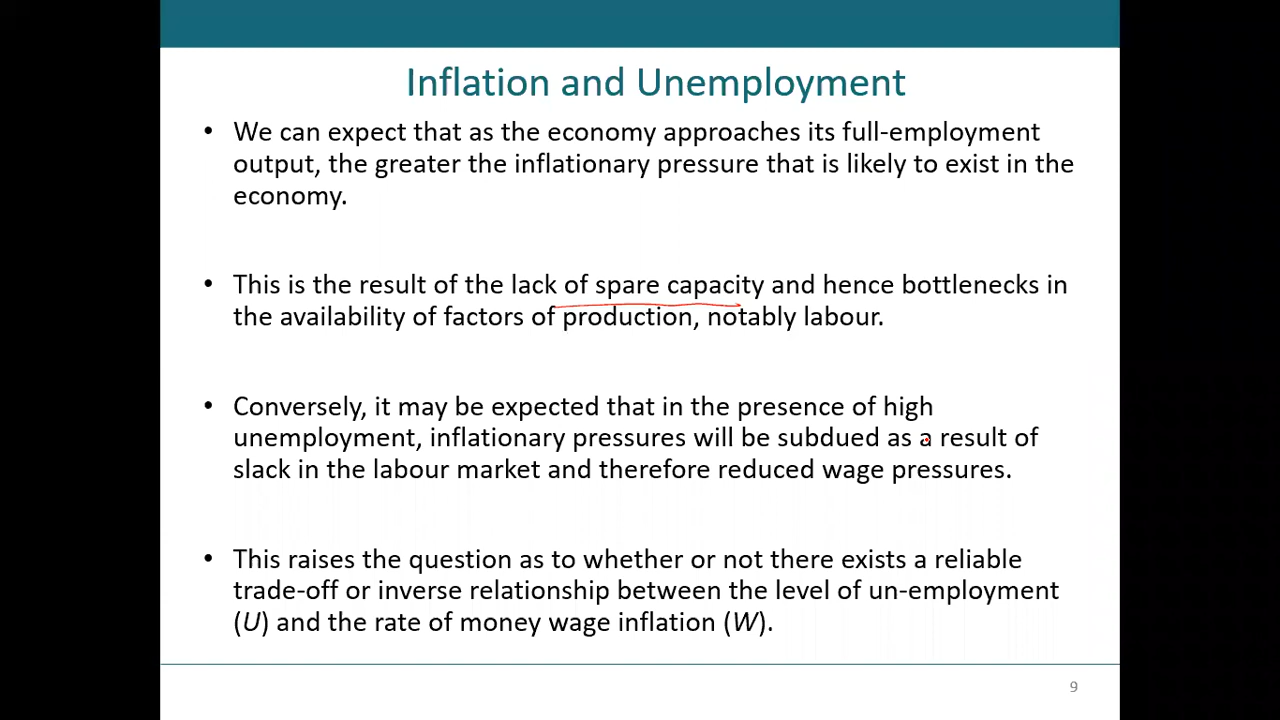 Inflation and Unemployment
• We can expect that as the economy approaches its full-employment
output, the greater the inflationary pressure that is likely to exist in the
economy.
• This is the result of the lack of spare capacity and hence bottlenecks in
the availability of factors of production, notably labour.
• Conversely, it may be expected that in the presence of high
unemployment, inflationary pressures will be subdued as a result of
slack in the labour market and therefore reduced wage pressures.
• This raises the question as to whether or not there exists a reliable
trade-off or inverse relationship between the level of un-employment
(U) and the rate of money wage inflation (W).
9